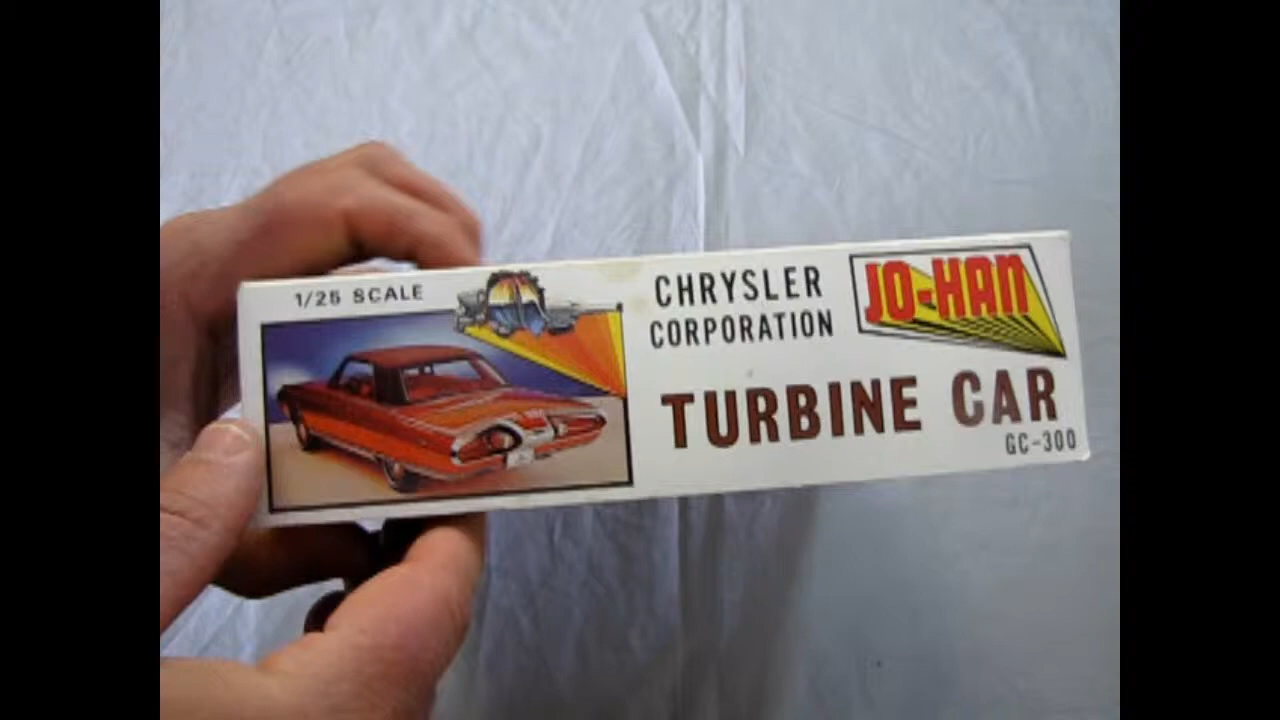 1/25 SCALE
CHRYSLER
CORPORATION
JO-HAN
TURBINE CAR
GC-300